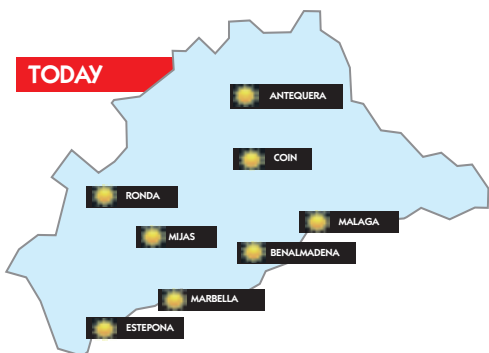 TODAY
ANTEQUERA
COIN
RONDA
MALAGA
MIJAS
BENALMADENA
MARBELLA
ESTEPONA